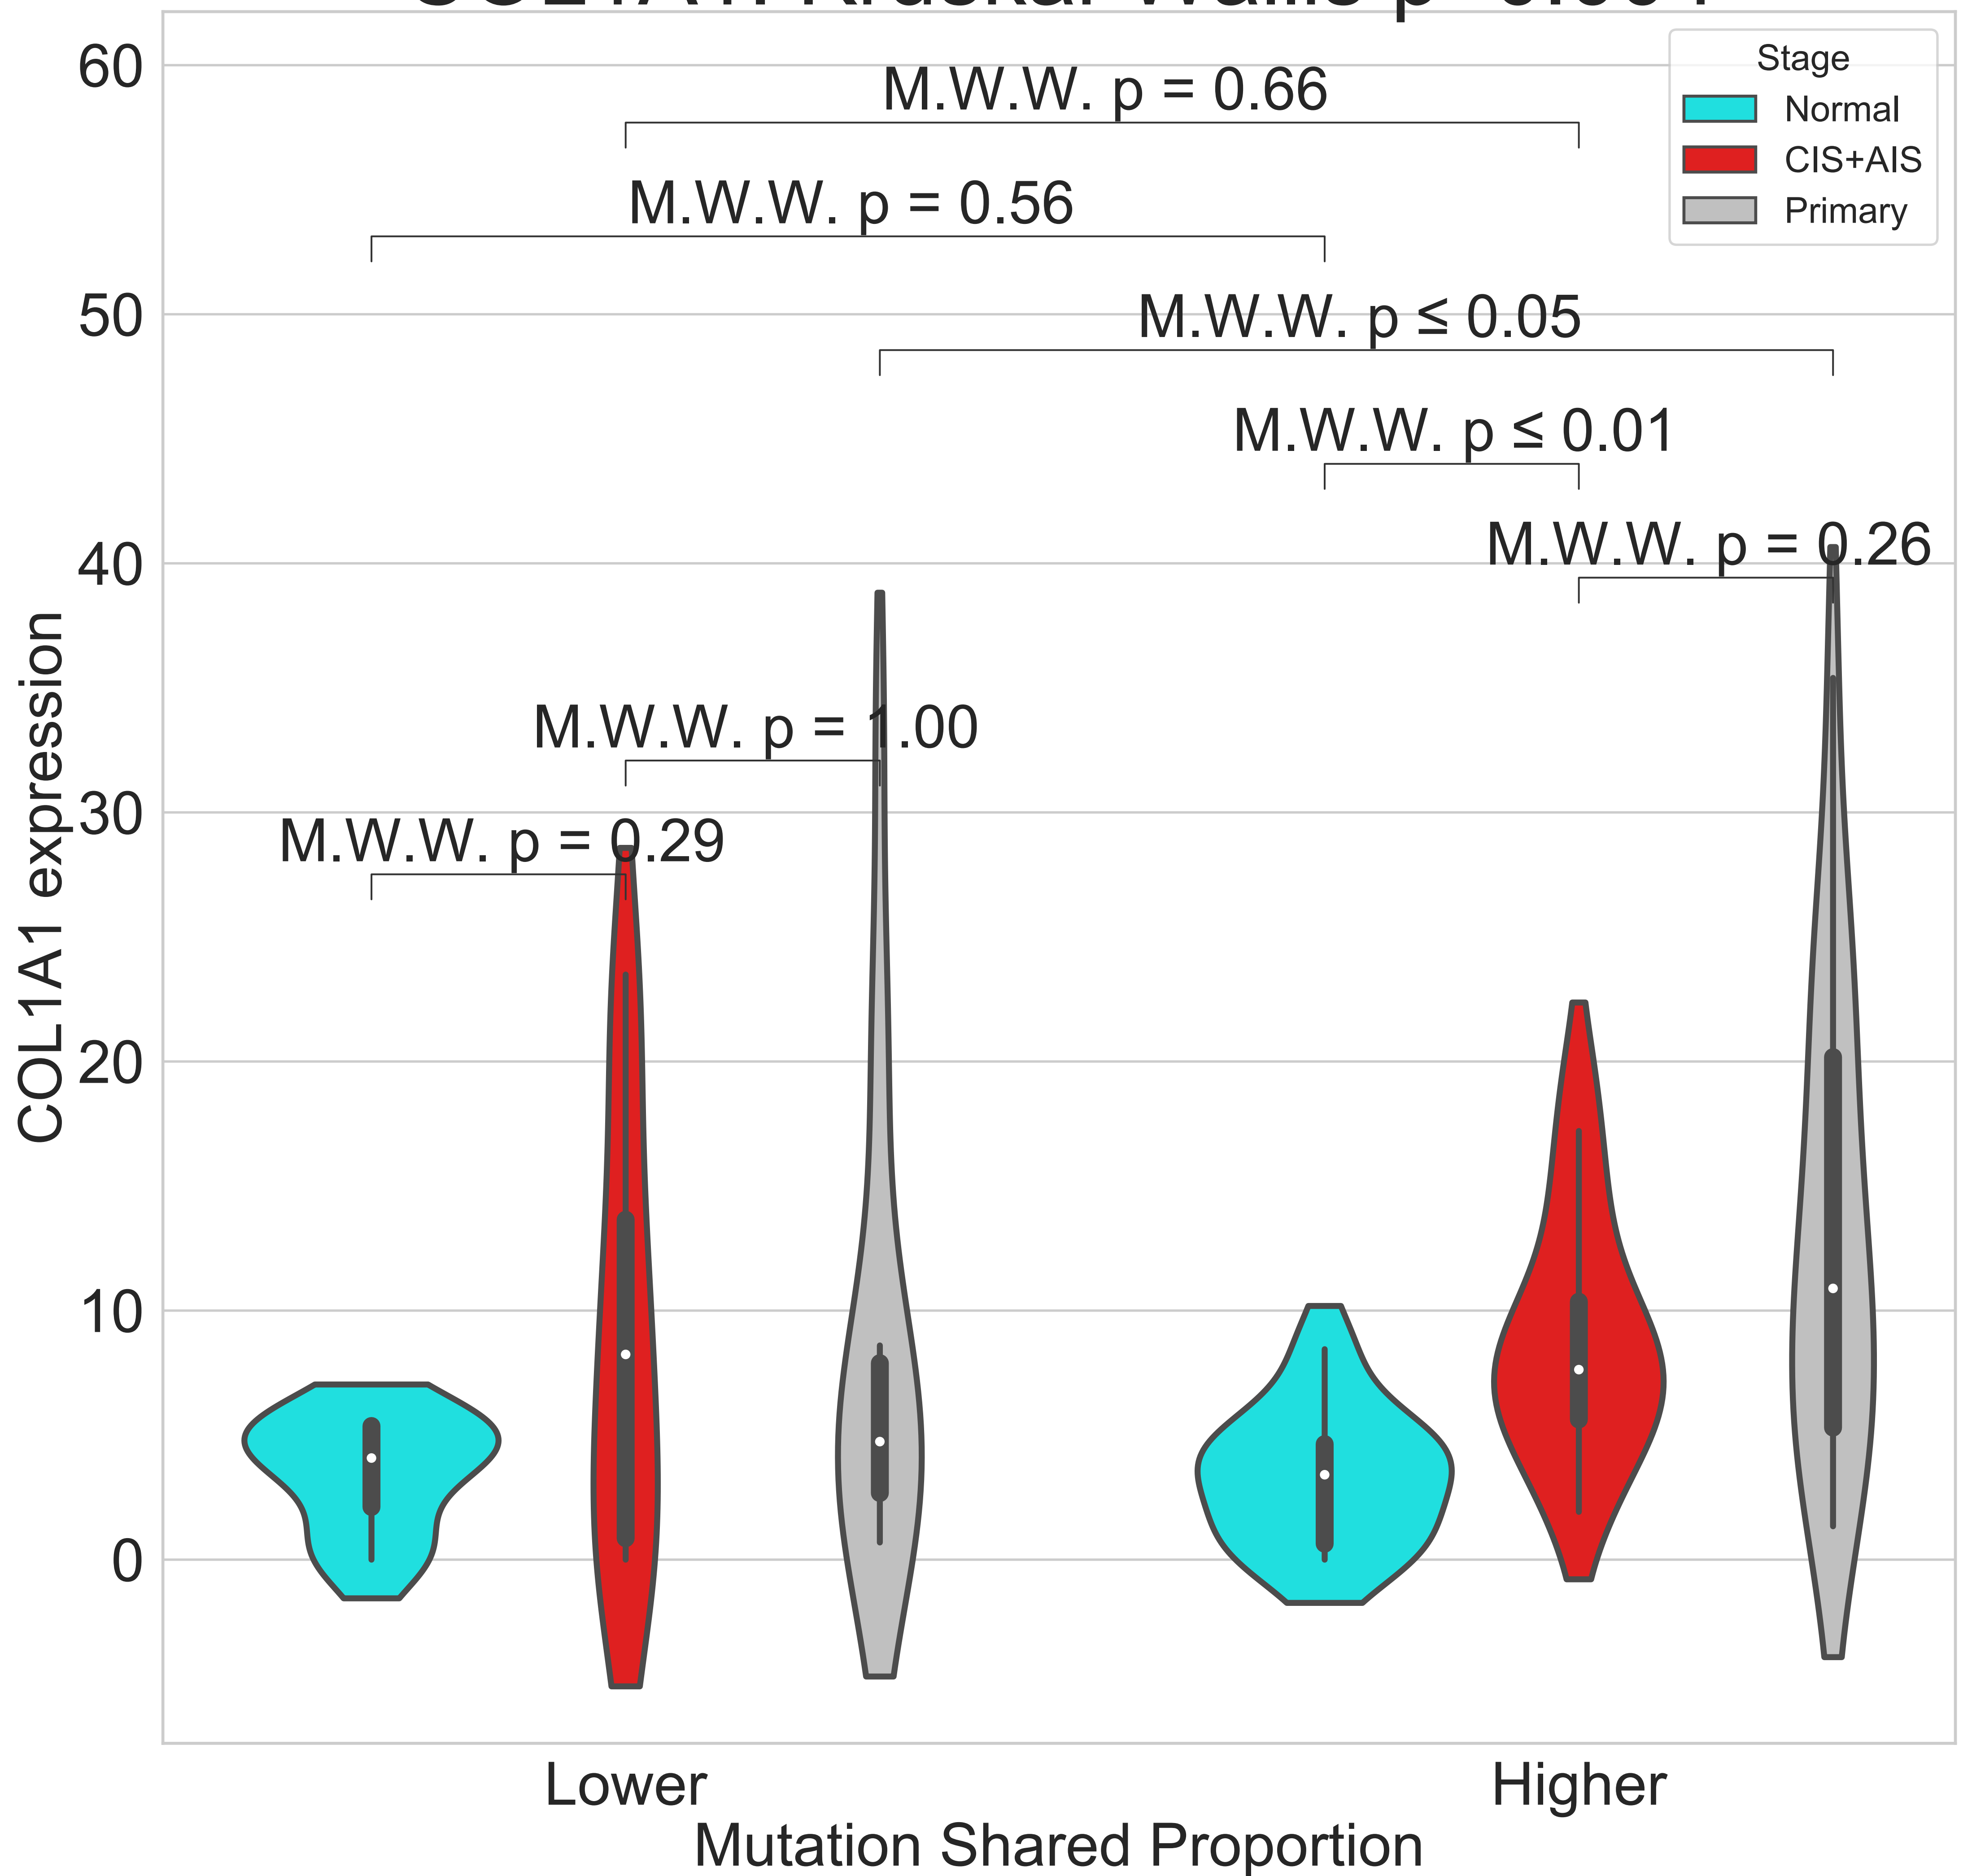 60
50
40
30
20
10
0
COL1A1 expression
Stage
Normal
CIS+AIS
Primary
M.W.W. p = 0.66
M.W.W. p = 0.56
M.W.W. p ≤ 0.05
M.W.W. p ≤ 0.01
M.W.W. p = 0.26
M.W.W. p = 1.00
M.W.W. p = 0.29
Lower
Higher
Mutation Shared Proportion